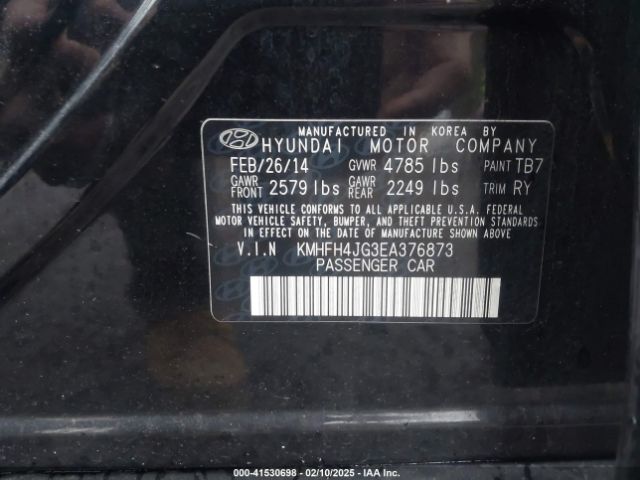 MANUFACTURED IN KOREA BY
HYUNDAI MOTOR COMPANY
FEB/26/14 GVWR 4785 lbs PAINT TB7
GAWR FRONT 2579 lbs GAWR REAR 2249 lbs TRIM RY
THIS VEHICLE CONFORMS TO ALL APPLICABLE U.S.A. FEDERAL
MOTOR VEHICLE SAFETY, BUMPER, AND THEFT PREVENTION STANDARDS
IN EFFECT ON THE DATE OF MANUFACTURE SHOWN ABOVE.
V.I.N KMHFH4JG3EA376873
PASSENGER CAR
000-41530698 - 02/10/2025 - IAAI.com